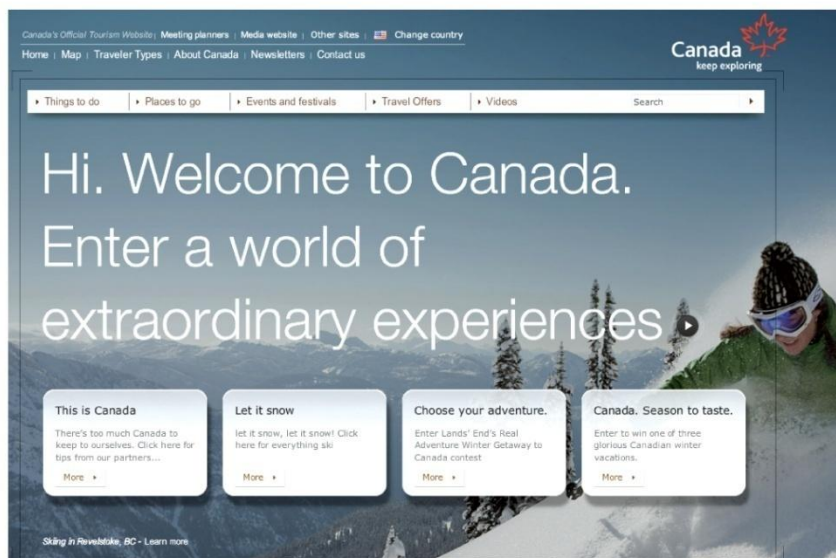 Canada's Official Tourism Website | Meeting planners | Media website | Other sites | Change country
Home | Map | Traveler Types | About Canada | Newsletters | Contact us
Canada
keep exploring
Things to do
Places to go
Events and festivals
Travel Offers
Videos
Search
Hi. Welcome to Canada.
Enter a world of
extraordinary experiences
This is Canada
There's too much Canada to
keep to ourselves. Click here for
tips from our partners...
More
Let it snow
let it snow, let it snow! Click
here for everything ski
More
Choose your adventure.
Enter Lands' End's Real
Adventure Winter Getaway to
Canada contest
More
Canada. Season to taste.
Enter to win one of three
glorious Canadian winter
vacations.
More
Skiing in Revelstoke, BC - Learn more